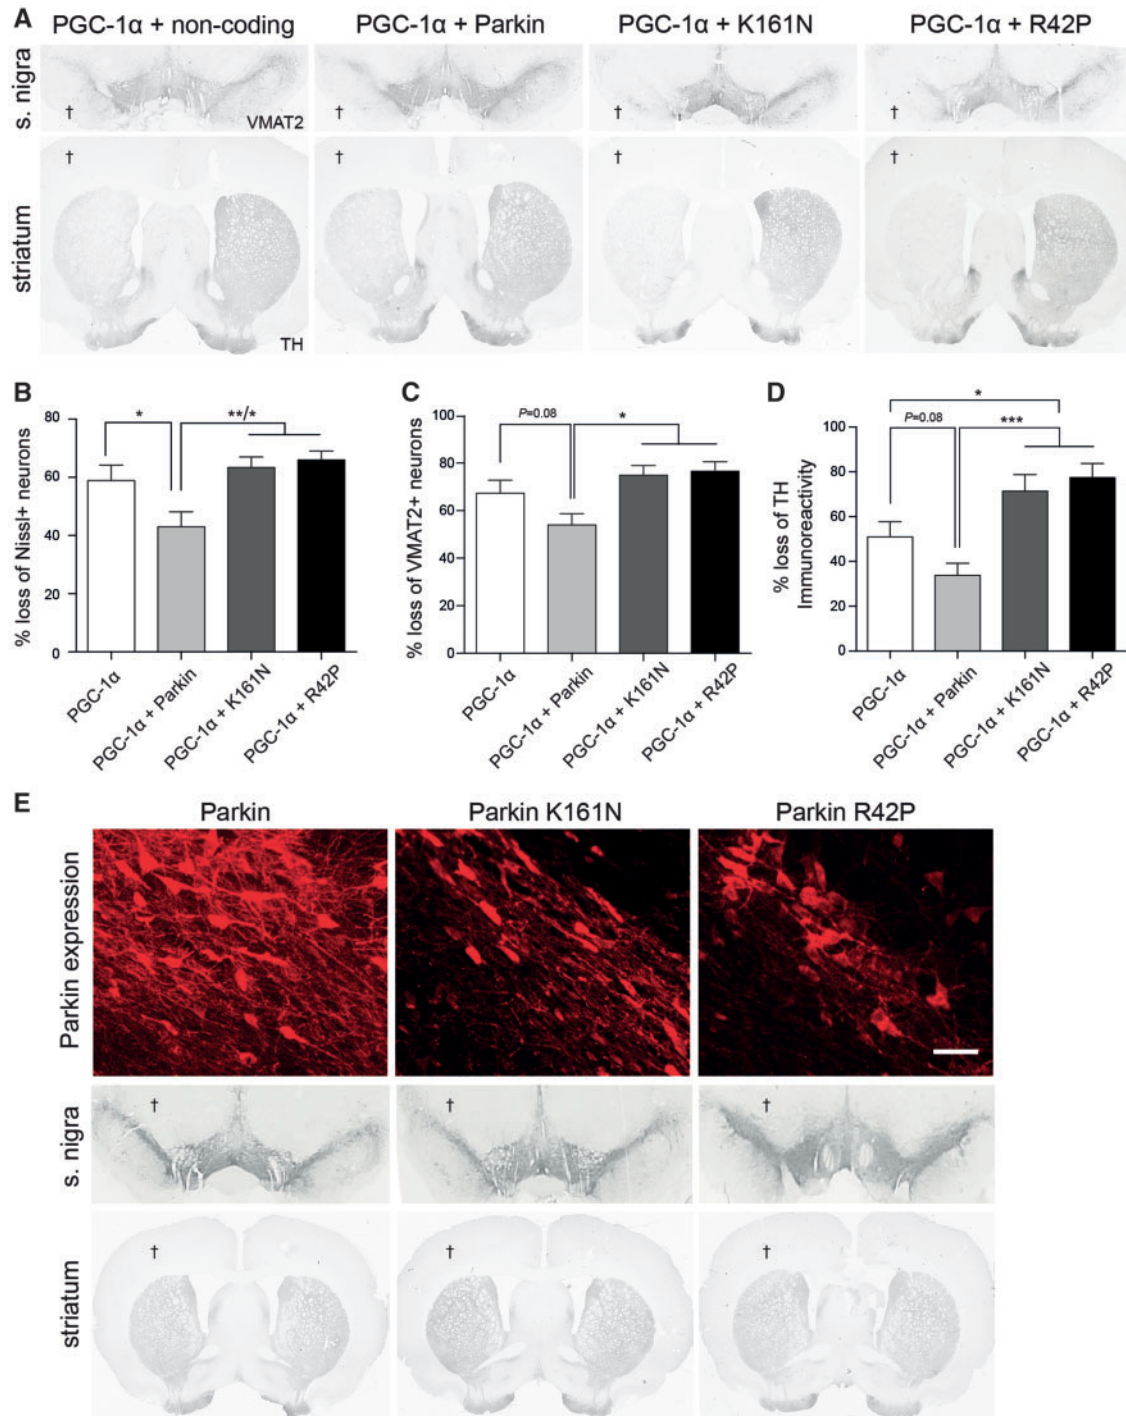 A
PGC-1α + non-coding
PGC-1α + Parkin
PGC-1α + K161N
PGC-1α + R42P
s. nigra
†
VMAT2
†
†
†
striatum
†
TH
†
†
†
B
% loss of Nissl+ neurons
80
60
40
20
0
*
**/*
PGC-1α
PGC-1α + Parkin
PGC-1α + K161N
PGC-1α + R42P
C
% loss of VMAT2+ neurons
100
80
60
40
20
0
P=0.08
*
PGC-1α
PGC-1α + Parkin
PGC-1α + K161N
PGC-1α + R42P
D
% loss of TH
Immunoreactivity
100
80
60
40
20
0
*
P=0.08
***
PGC-1α
PGC-1α + Parkin
PGC-1α + K161N
PGC-1α + R42P
E
Parkin
Parkin K161N
Parkin R42P
Parkin expression
s. nigra
†
†
†
striatum
†
†
†